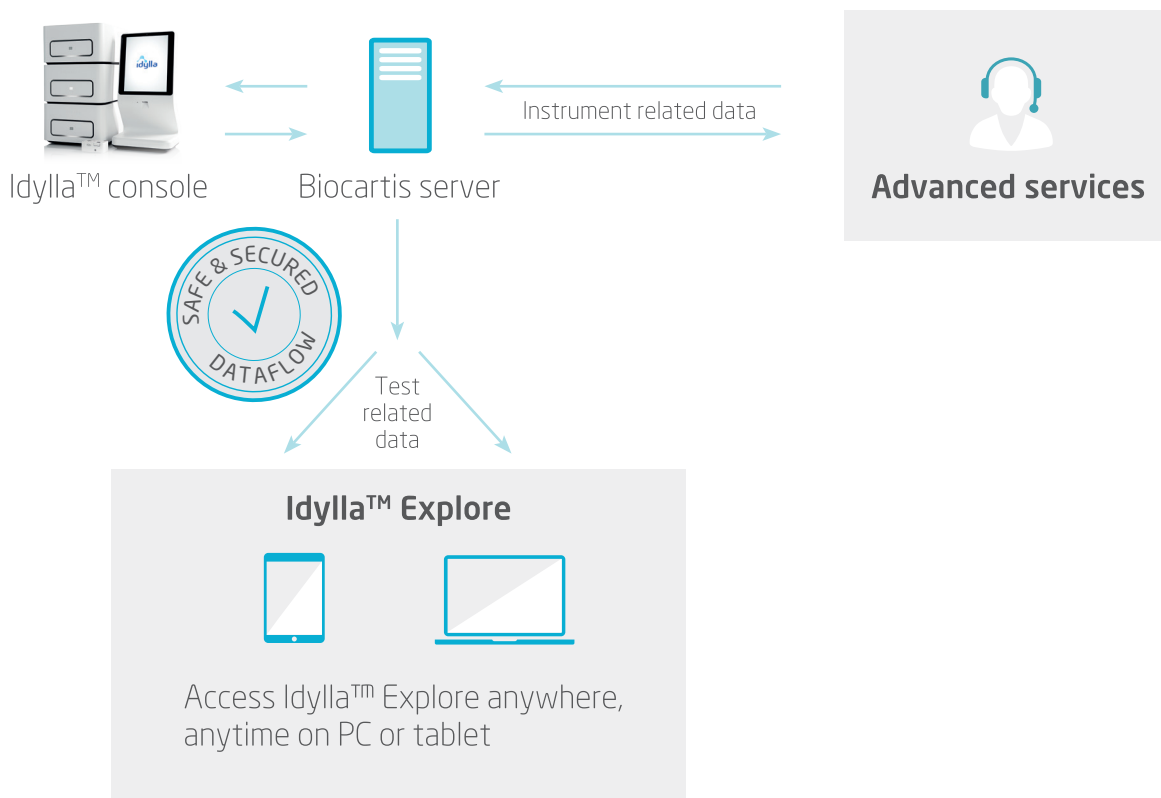 idylla
Instrument related data
Idylla™ console
Biocartis server
Advanced services
SAFE & SECURED
DATAFLOW
Test
related
data
Idylla™ Explore
Access Idylla™ Explore anywhere,
anytime on PC or tablet